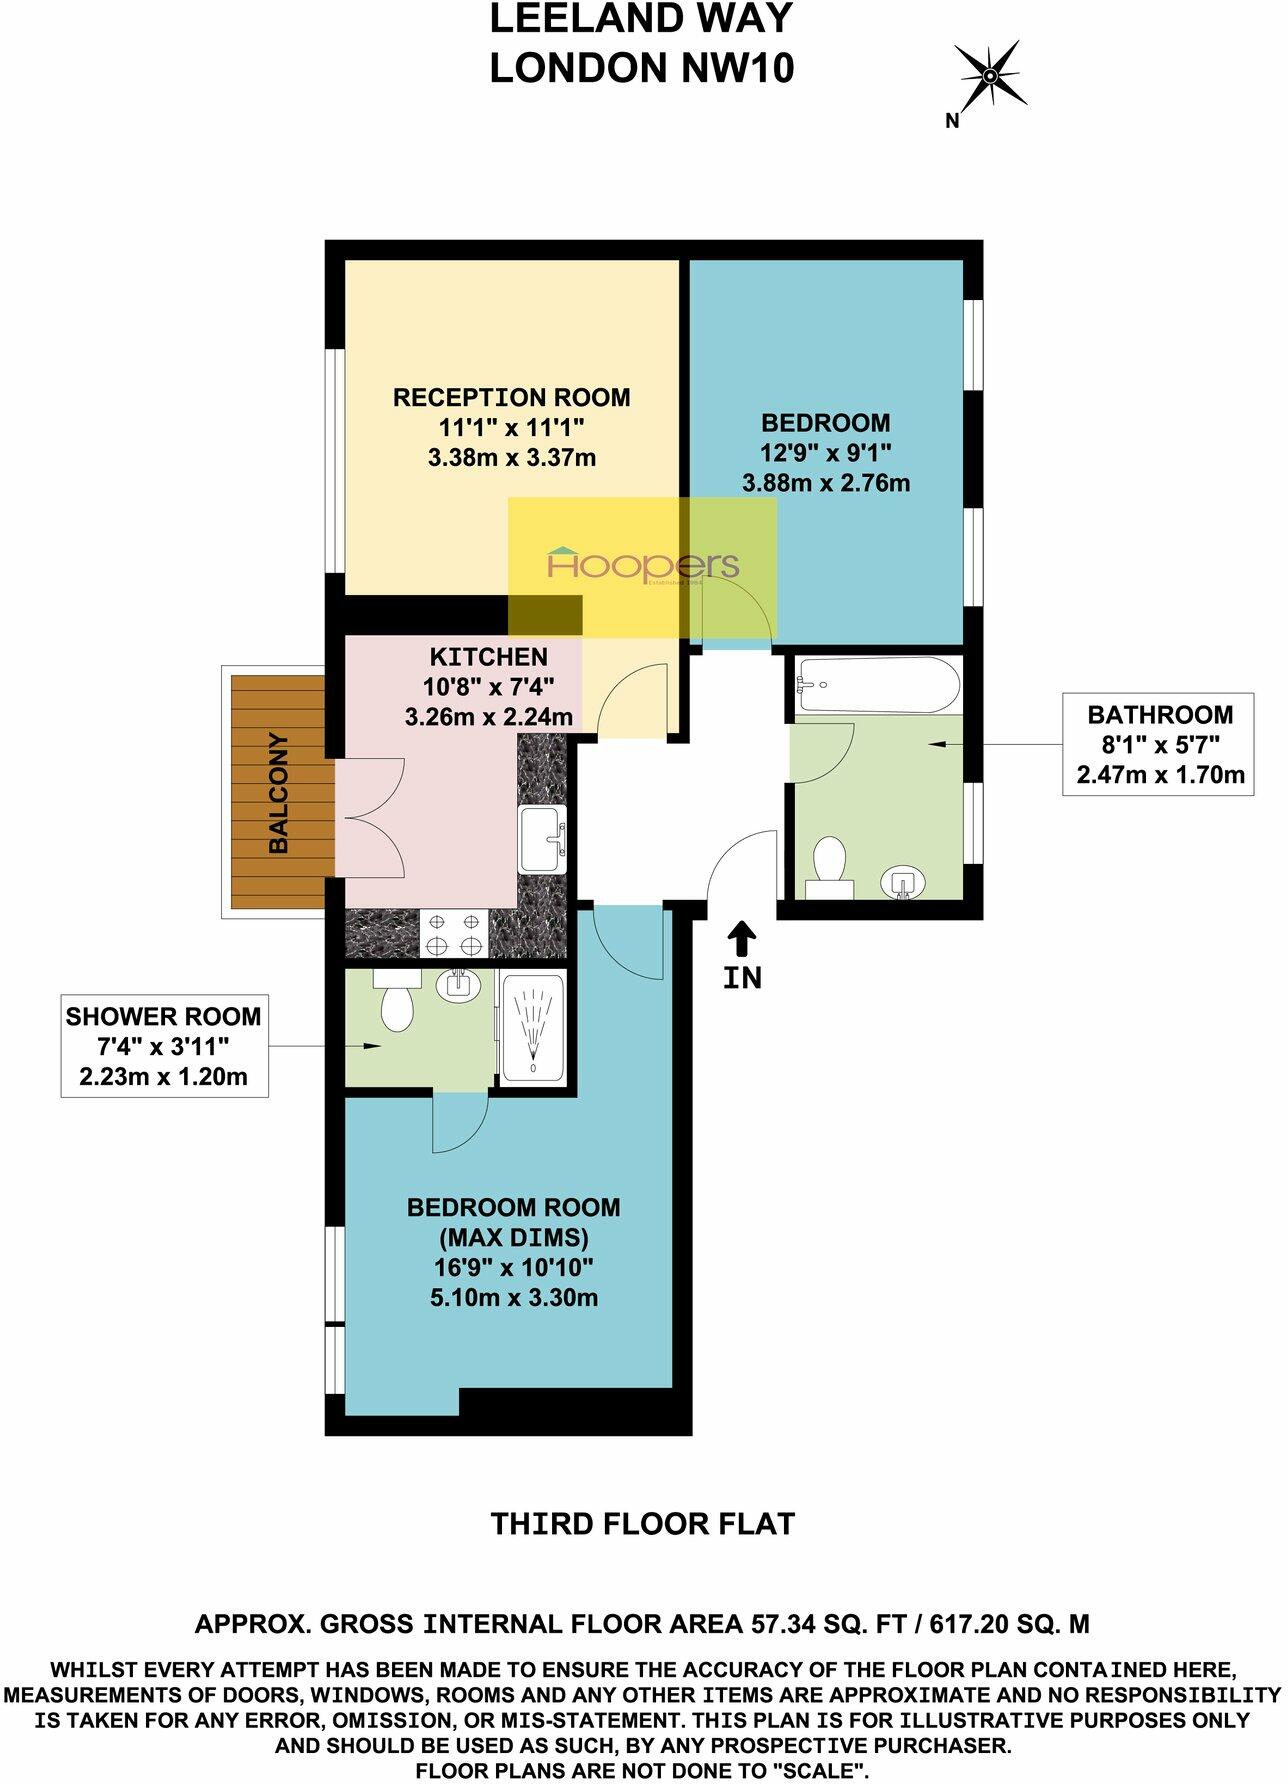 LEELAND WAY
LONDON NW10
N
RECEPTION ROOM
11'1" x 11'1"
3.38m x 3.37m
BEDROOM
12'9" x 9'1"
3.88m x 2.76m
Hoopers
Established 1984
KITCHEN
10'8" x 7'4"
3.26m x 2.24m
BALCONY
BATHROOM
8'1" x 5'7"
2.47m x 1.70m
IN
SHOWER ROOM
7'4" x 3'11"
2.23m x 1.20m
BEDROOM ROOM
(MAX DIMS)
16'9" x 10'10"
5.10m x 3.30m
THIRD FLOOR FLAT
APPROX. GROSS INTERNAL FLOOR AREA 57.34 SQ. FT / 617.20 SQ. M
WHILST EVERY ATTEMPT HAS BEEN MADE TO ENSURE THE ACCURACY OF THE FLOOR PLAN CONTAINED HERE,
MEASUREMENTS OF DOORS, WINDOWS, ROOMS AND ANY OTHER ITEMS ARE APPROXIMATE AND NO RESPONSIBILITY
IS TAKEN FOR ANY ERROR, OMISSION, OR MIS-STATEMENT. THIS PLAN IS FOR ILLUSTRATIVE PURPOSES ONLY
AND SHOULD BE USED AS SUCH, BY ANY PROSPECTIVE PURCHASER.
FLOOR PLANS ARE NOT DONE TO "SCALE".